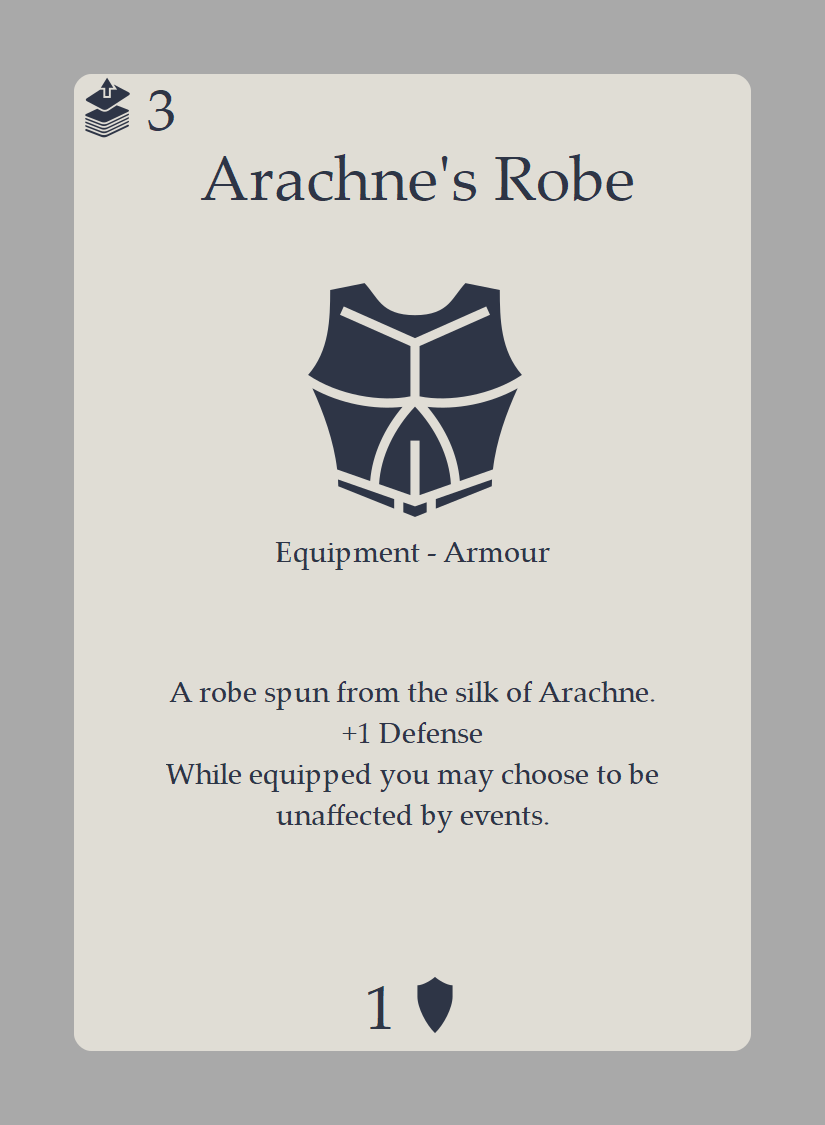 3
Arachne's Robe
Equipment - Armour
A robe spun from the silk of Arachne.
+1 Defense
While equipped you may choose to be
unaffected by events.
1